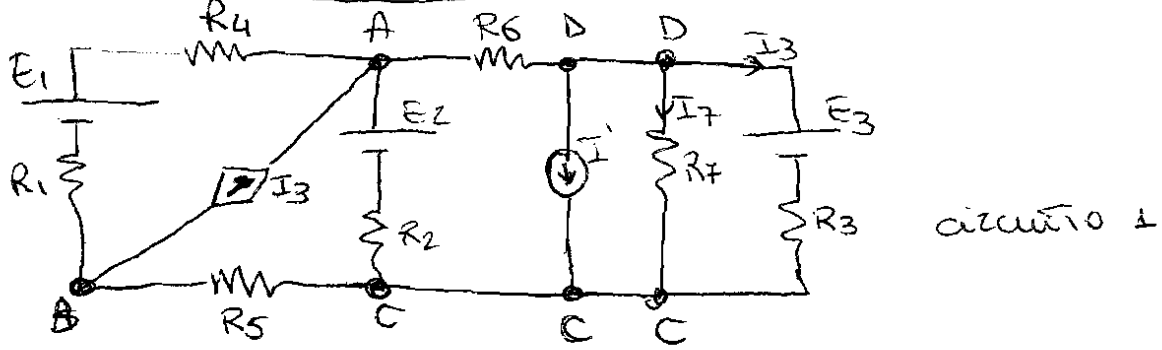 R4 A R6 D D I3
E1 E2 I' I7 E3
R1 I3 R2 R7 R3 circuito 1
B R5 C C C